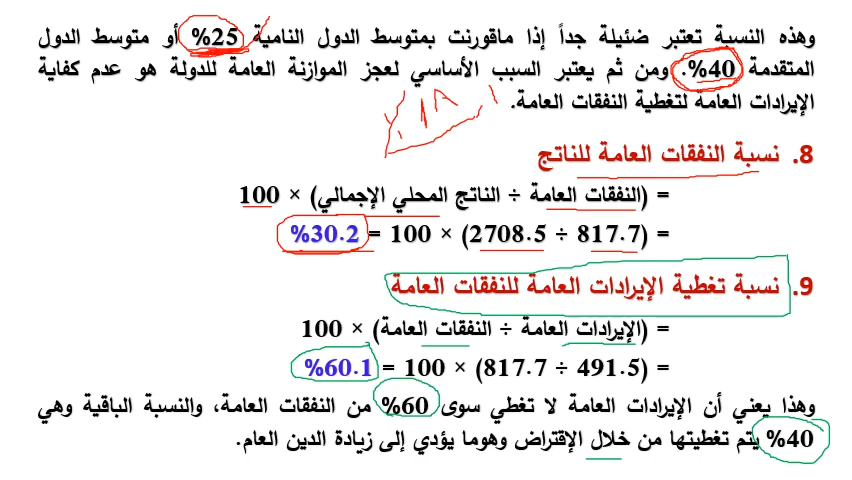 وهذه النسبة تعتبر ضئيلة جداً إذا ماقورنت بمتوسط الدول النامية 25% أو متوسط الدول
المتقدمة 40%. ومن ثم يعتبر السبب الأساسي لعجز الموازنة العامة للدولة هو عدم كفاية
الإيرادات العامة لتغطية النفقات العامة.
8. نسبة النفقات العامة للناتج
= (النفقات العامة ÷ الناتج المحلي الإجمالي) × 100
= (817.7 ÷ 2708.5) × 100 = 30.2%
9. نسبة تغطية الإيرادات العامة للنفقات العامة
= (الإيرادات العامة ÷ النفقات العامة) × 100
= (491.5 ÷ 817.7) × 100 = 60.1%
وهذا يعني أن الإيرادات العامة لا تغطي سوى 60% من النفقات العامة، والنسبة الباقية وهي
40% يتم تغطيتها من خلال الإقتراض وهوما يؤدي إلى زيادة الدين العام.